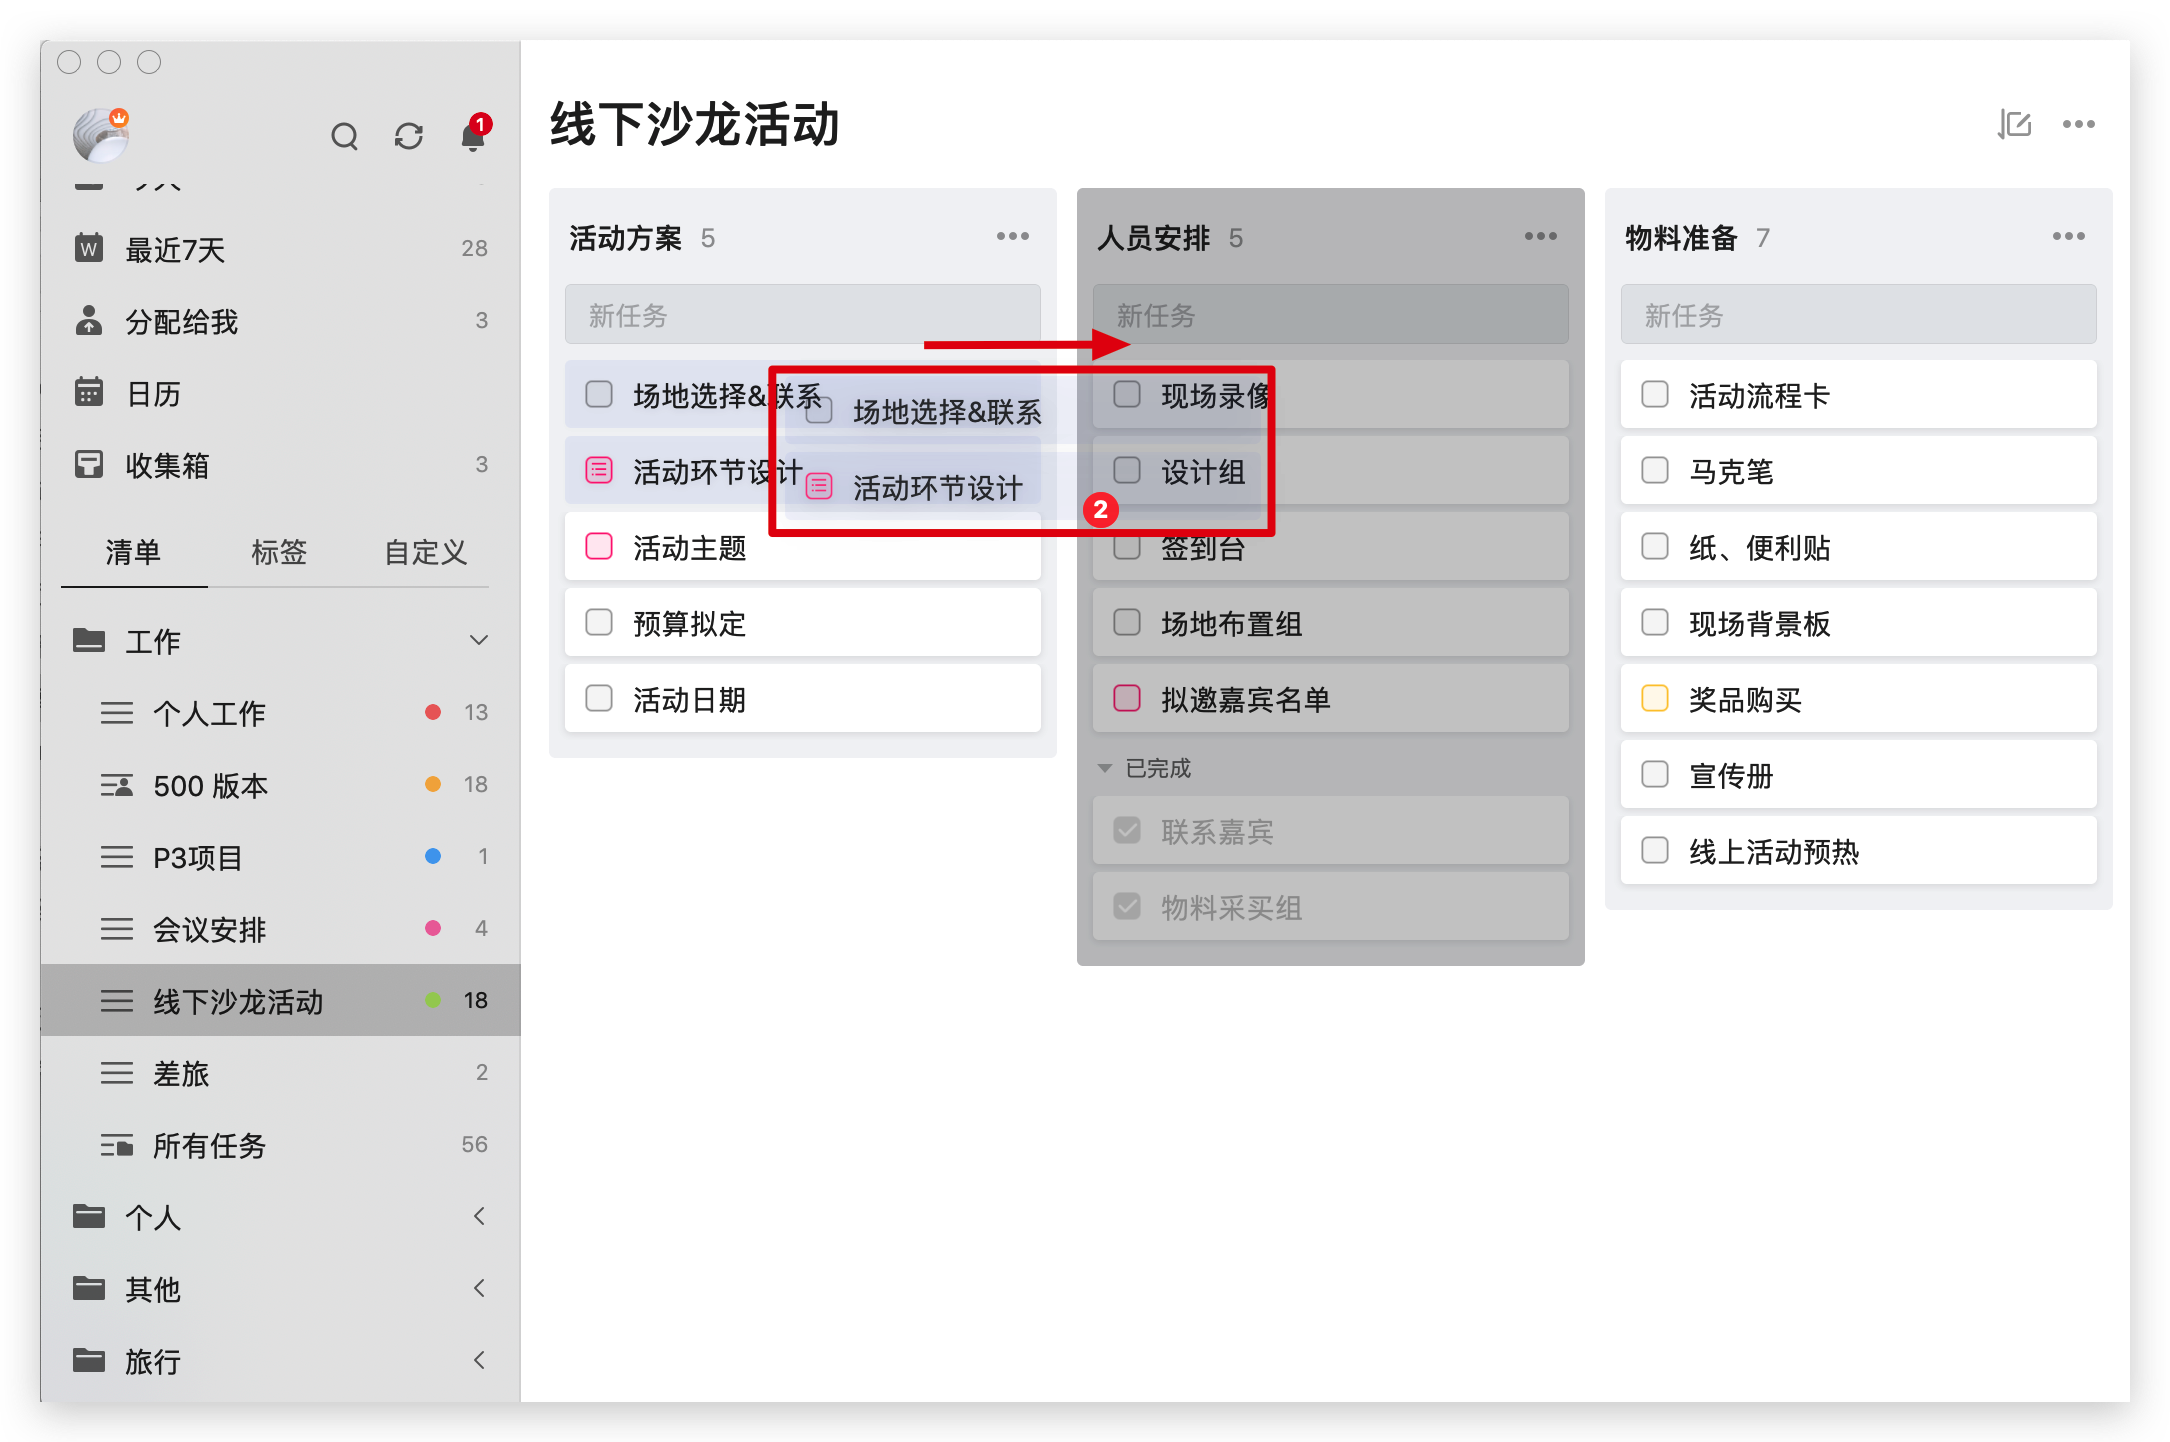 1
最近7天 28
分配给我 3
日历
收集箱 3
清单 标签 自定义
工作
个人工作 13
500 版本 18
P3项目 1
会议安排 4
线下沙龙活动 18
差旅 2
所有任务 56
个人
其他
旅行
线下沙龙活动
活动方案 5
新任务
场地选择&联系
活动环节设计
活动主题
预算拟定
活动日期
场地选择&联系
活动环节设计
2
人员安排 5
新任务
现场录像
设计组
签到台
场地布置组
拟邀嘉宾名单
已完成
联系嘉宾
物料采买组
物料准备 7
新任务
活动流程卡
马克笔
纸、便利贴
现场背景板
奖品购买
宣传册
线上活动预热